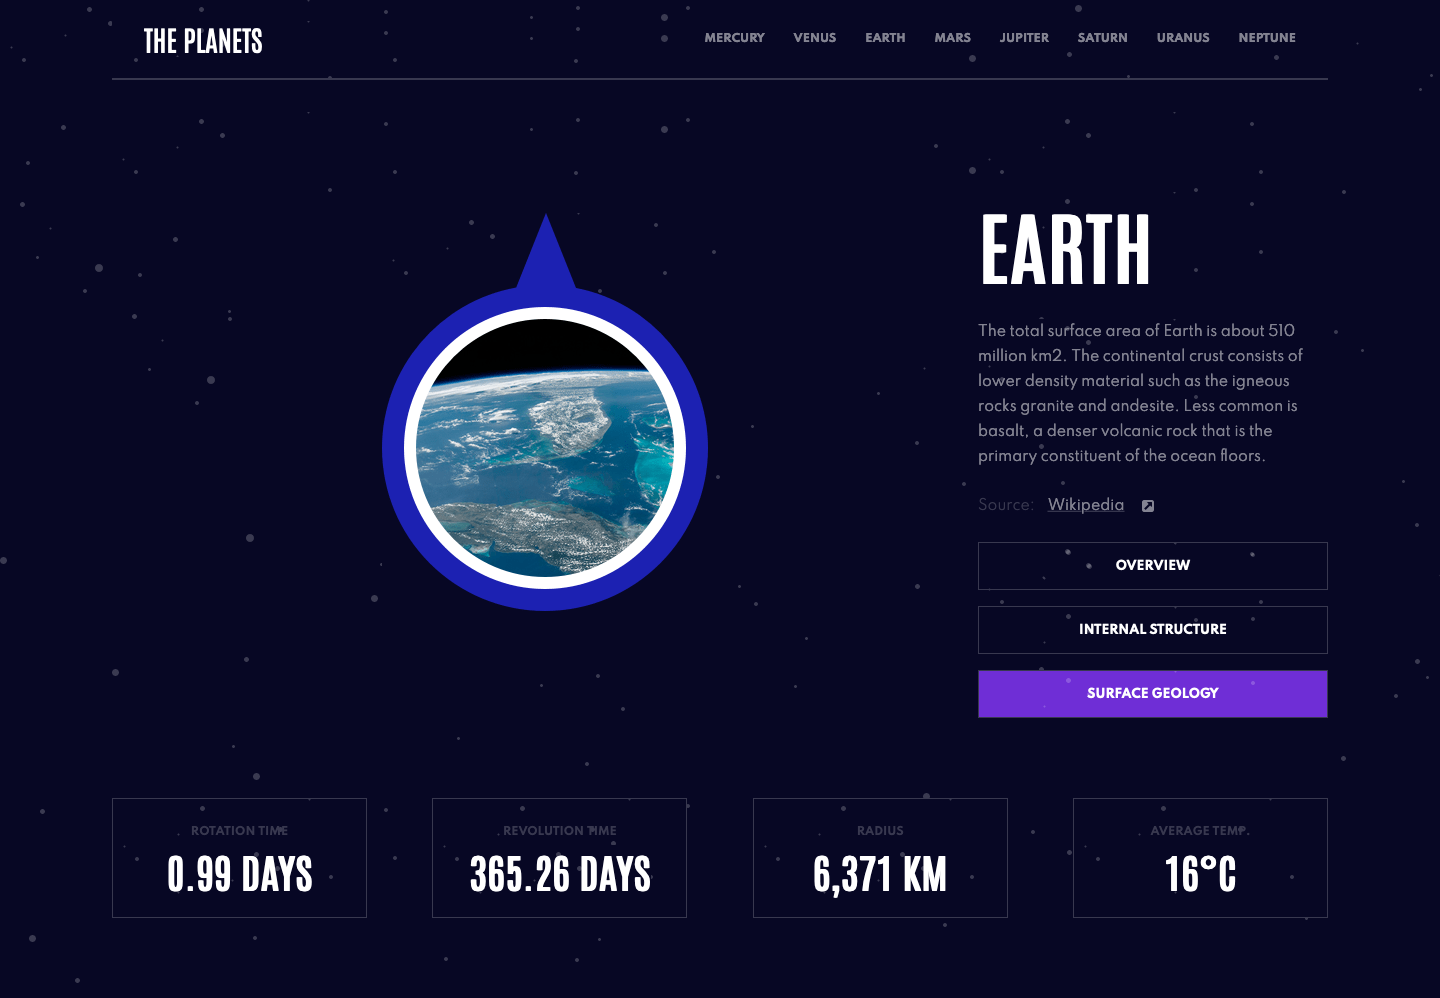 THE PLANETS
MERCURY VENUS EARTH MARS JUPITER SATURN URANUS NEPTUNE
EARTH
The total surface area of Earth is about 510
million km2. The continental crust consists of
lower density material such as the igneous
rocks granite and andesite. Less common is
basalt, a denser volcanic rock that is the
primary constituent of the ocean floors.
Source: Wikipedia
OVERVIEW
INTERNAL STRUCTURE
SURFACE GEOLOGY
ROTATION TIME
0.99 DAYS
REVOLUTION TIME
365.26 DAYS
RADIUS
6,371 KM
AVERAGE TEMP.
16°C